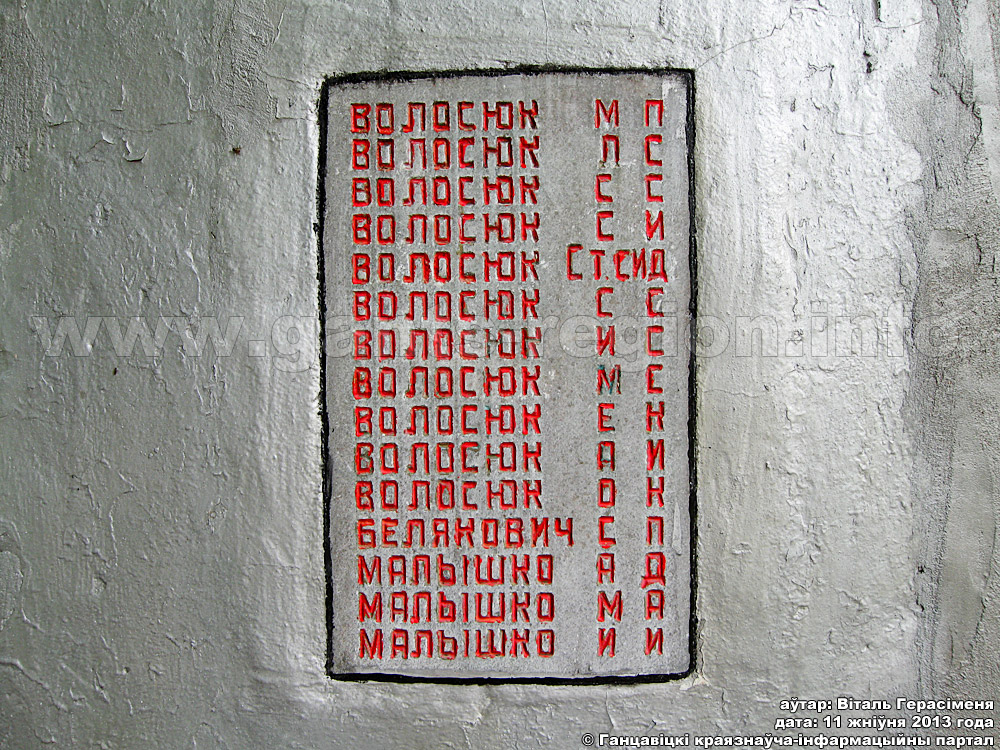 ВОЛОСЮК М П
ВОЛОСЮК П С
ВОЛОСЮК С С
ВОЛОСЮК С И
ВОЛОСЮК СТ.СИД
ВОЛОСЮК С С
ВОЛОСЮК И С
ВОЛОСЮК М С
ВОЛОСЮК Е К
ВОЛОСЮК А И
ВОЛОСЮК О К
БЕЛЯКОВИЧ С П
МАЛЫШКО А Д
МАЛЫШКО М А
МАЛЫШКО И И
аўтар: Віталь Герасіменя
дата: 11 жніўня 2013 года
© Ганцавіцкі краязнаўча-інфармацыйны партал